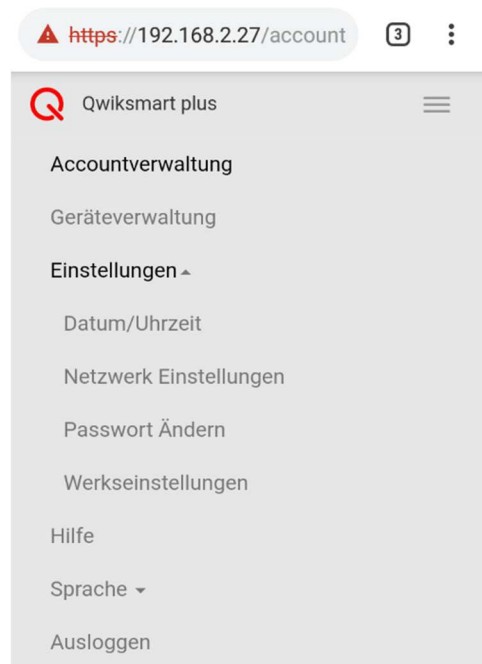 https://192.168.2.27/account 3
Qwiksmart plus
Accountverwaltung
Geräteverwaltung
Einstellungen
Datum/Uhrzeit
Netzwerk Einstellungen
Passwort Ändern
Werkseinstellungen
Hilfe
Sprache
Ausloggen